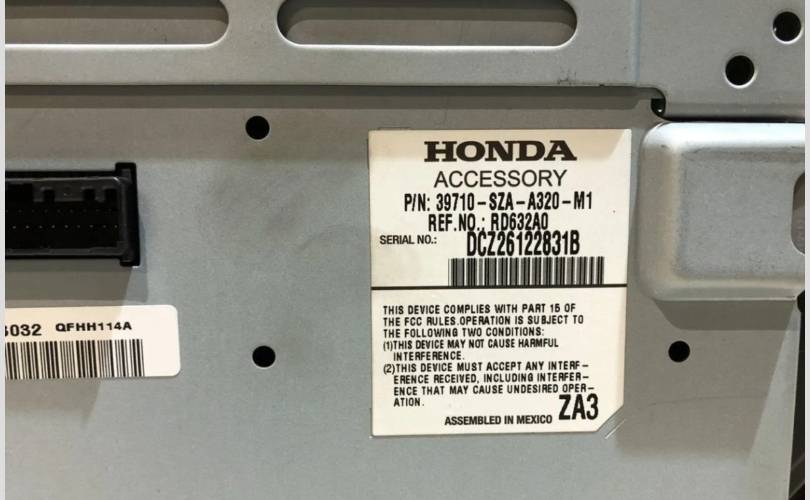 HONDA
ACCESSORY
P/N: 39710-SZA-A320-M1
REF.NO.: RD632A0
SERIAL NO.: DCZ26122831B
THIS DEVICE COMPLIES WITH PART 15 OF
THE FCC RULES.OPERATION IS SUBJECT TO
THE FOLLOWING TWO CONDITIONS:
(1)THIS DEVICE MAY NOT CAUSE HARMFUL
INTERFERENCE.
(2)THIS DEVICE MUST ACCEPT ANY INTERF-
ERENCE RECEIVED, INCLUDING INTERFER-
ENCE THAT MAY CAUSE UNDESIRED OPER-
ATION.
ASSEMBLED IN MEXICO ZA3
QFHH114A